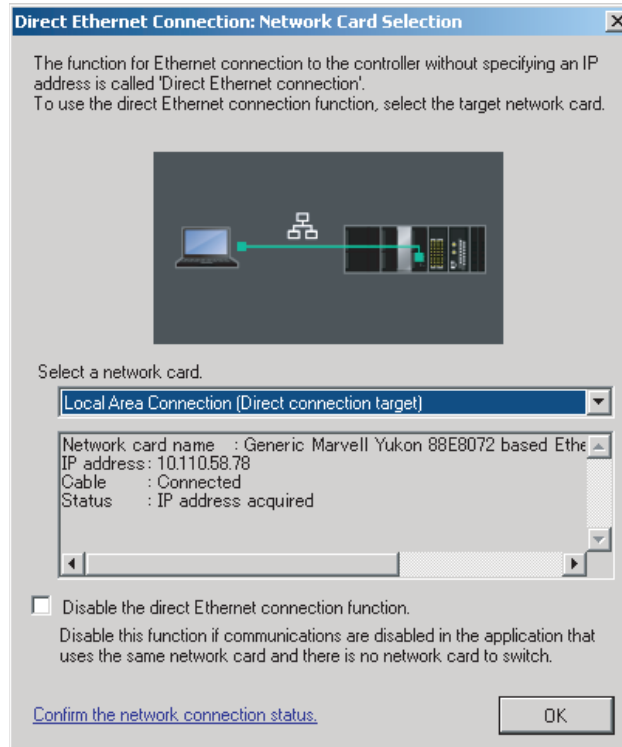 Direct Ethernet Connection: Network Card Selection
The function for Ethernet connection to the controller without specifying an IP
address is called 'Direct Ethernet connection'.
To use the direct Ethernet connection function, select the target network card.
Select a network card.
Local Area Connection (Direct connection target)
Network card name : Generic Marvell Yukon 88E8072 based Ethe
IP address : 10.110.58.78
Cable : Connected
Status : IP address acquired
Disable the direct Ethernet connection function.
Disable this function if communications are disabled in the application that
uses the same network card and there is no network card to switch.
Confirm the network connection status.
OK